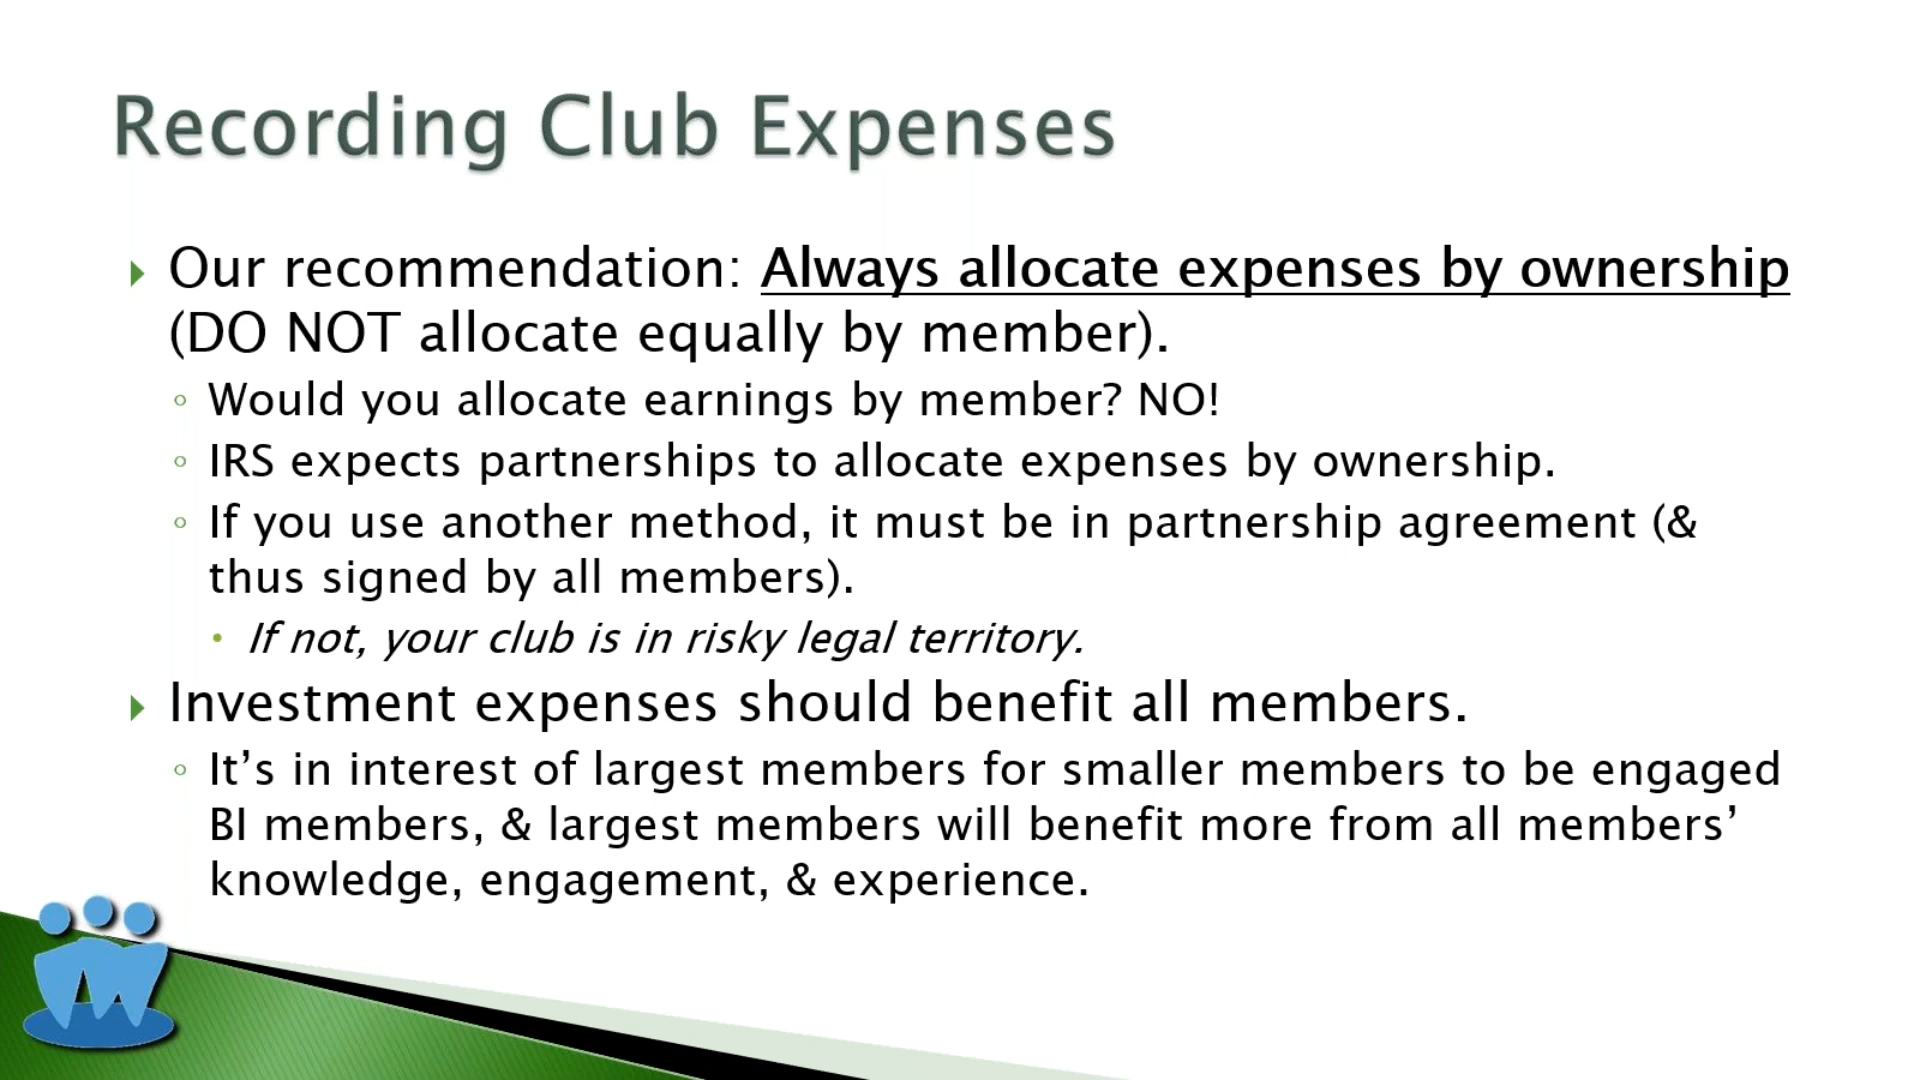 Recording Club Expenses
Our recommendation: Always allocate expenses by ownership
(DO NOT allocate equally by member).
Would you allocate earnings by member? NO!
IRS expects partnerships to allocate expenses by ownership.
If you use another method, it must be in partnership agreement (&
thus signed by all members).
If not, your club is in risky legal territory.
Investment expenses should benefit all members.
It’s in interest of largest members for smaller members to be engaged
BI members, & largest members will benefit more from all members’
knowledge, engagement, & experience.